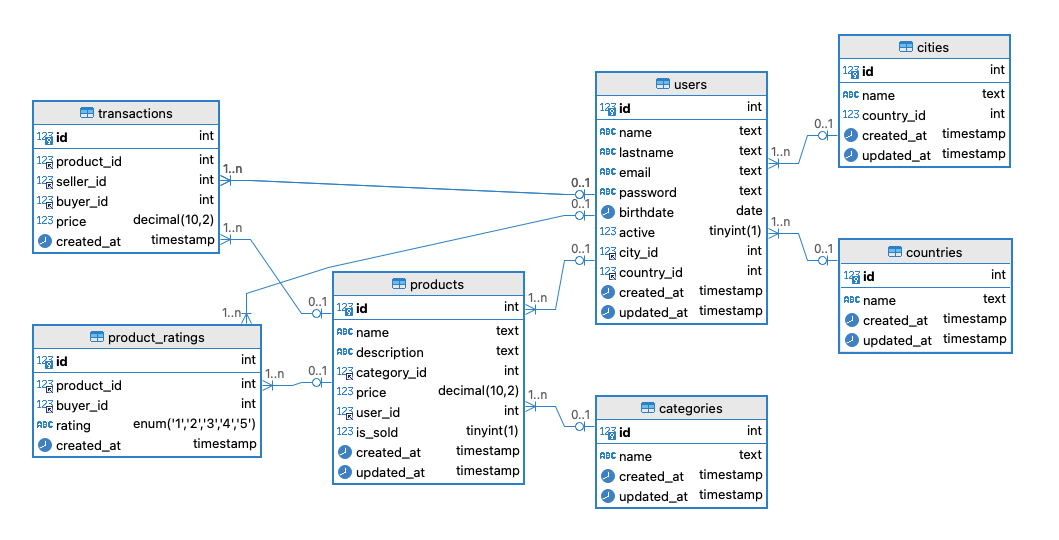 transactions
id int
product_id int
seller_id int
buyer_id int
price decimal(10,2)
created_at timestamp
product_ratings
id int
product_id int
buyer_id int
rating enum('1','2','3','4','5')
created_at timestamp
products
id int
name text
description text
category_id int
price decimal(10,2)
user_id int
is_sold tinyint(1)
created_at timestamp
updated_at timestamp
users
id int
name text
lastname text
email text
password text
birthdate date
active tinyint(1)
city_id int
country_id int
created_at timestamp
updated_at timestamp
categories
id int
name text
created_at timestamp
updated_at timestamp
cities
id int
name text
country_id int
created_at timestamp
updated_at timestamp
countries
id int
name text
created_at timestamp
updated_at timestamp
1..n
0..1
1..n
0..1
1..n
0..1
1..n
0..1
1..n
0..1
1..n
0..1
1..n
0..1
1..n
0..1